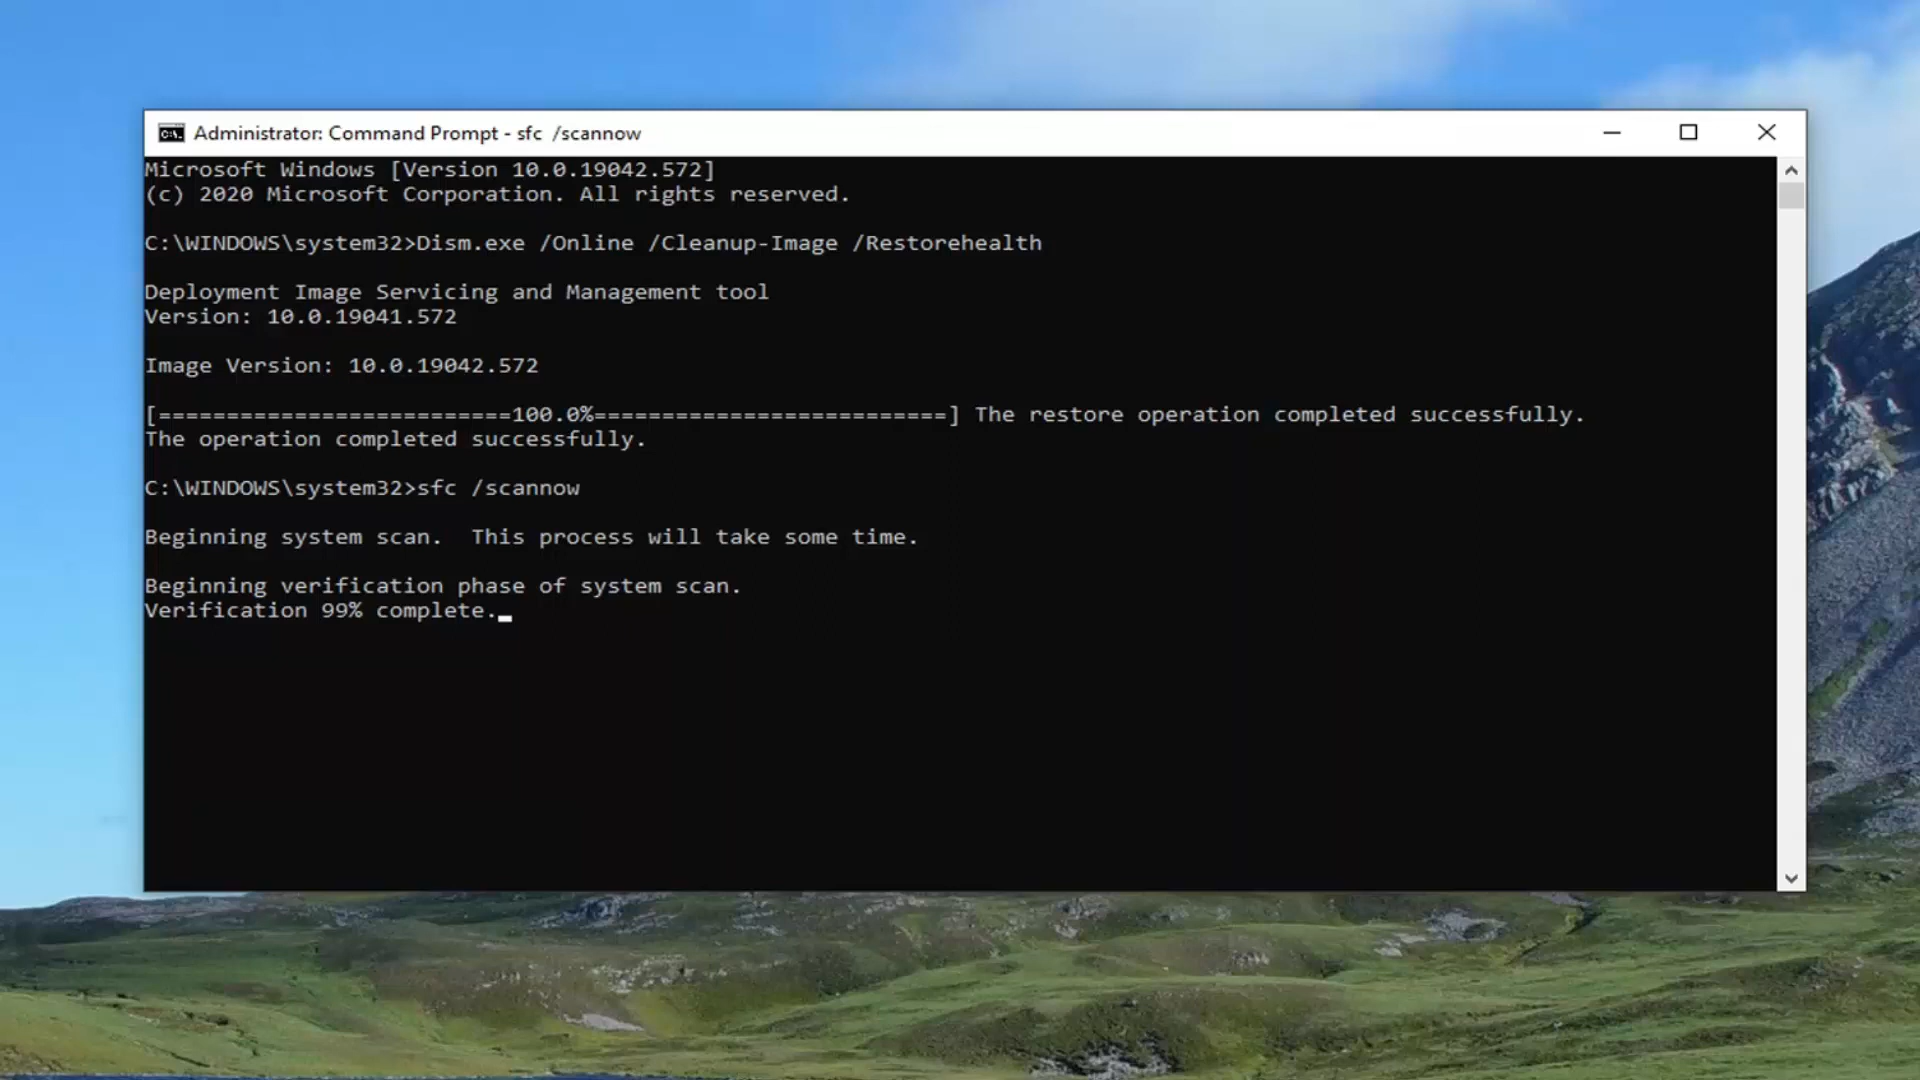 Administrator: Command Prompt - sfc  /scannow
Microsoft Windows [Version 10.0.19042.572]
(c) 2020 Microsoft Corporation. All rights reserved.
C:\WINDOWS\system32>Dism.exe /Online /Cleanup-Image /Restorehealth
Deployment Image Servicing and Management tool
Version: 10.0.19041.572
Image Version: 10.0.19042.572
[==========================100.0%==========================] The restore operation completed successfully.
The operation completed successfully.
C:\WINDOWS\system32>sfc /scannow
Beginning system scan.  This process will take some time.
Beginning verification phase of system scan.
Verification 99% complete.